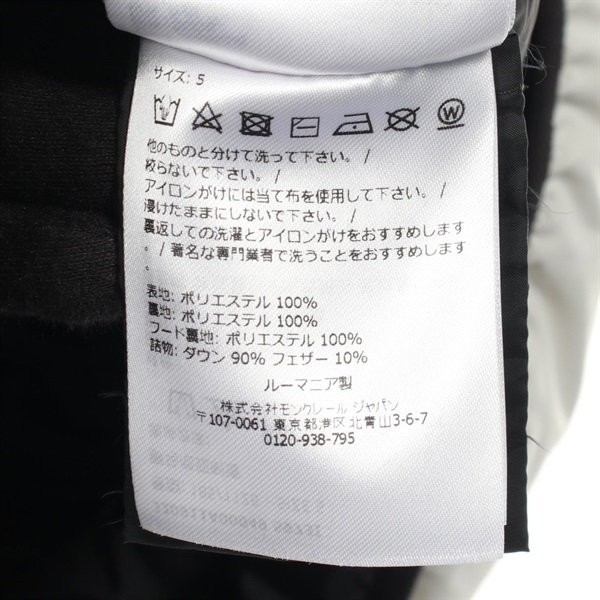 サイズ: 5
W
他のものと分けて洗って下さい。 /
絞らないで下さい。 /
アイロンがけには当て布を使用して下さい。 /
浸けたままにしないで下さい。 /
裏返しての洗濯とアイロンがけをおすすめします
。 / 著名な専門業者で洗うことをおすすめします
。
表地: ポリエステル 100%
裏地: ポリエステル 100%
フード裏地: ポリエステル 100%
詰物: ダウン 90% フェザー 10%
ルーマニア製
株式会社モンクレール ジャパン
〒107-0061 東京都港区北青山3-6-7
0120-938-795